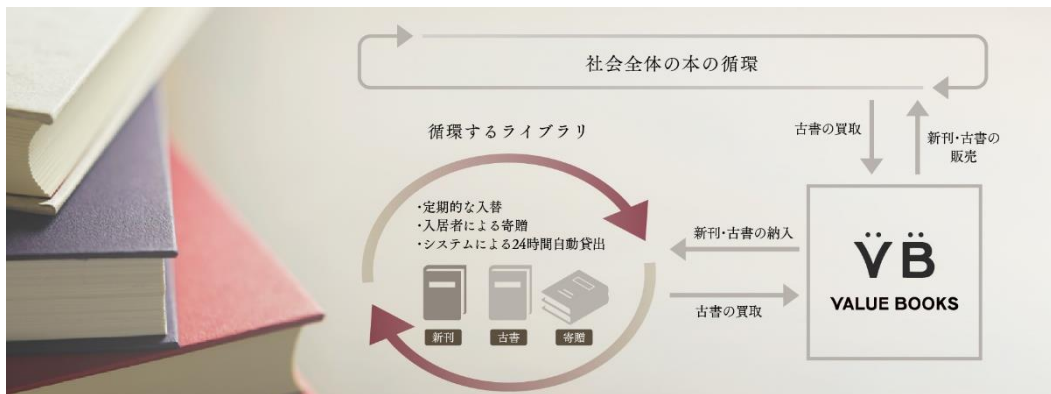 社会全体の本の循環
循環するライブラリ
・定期的な入替
・入居者による寄贈
・システムによる24時間自動貸出
新刊
古書
寄贈
新刊・古書の納入
古書の買取
古書の買取
新刊・古書の
販売
V̈B̈
VALUE BOOKS